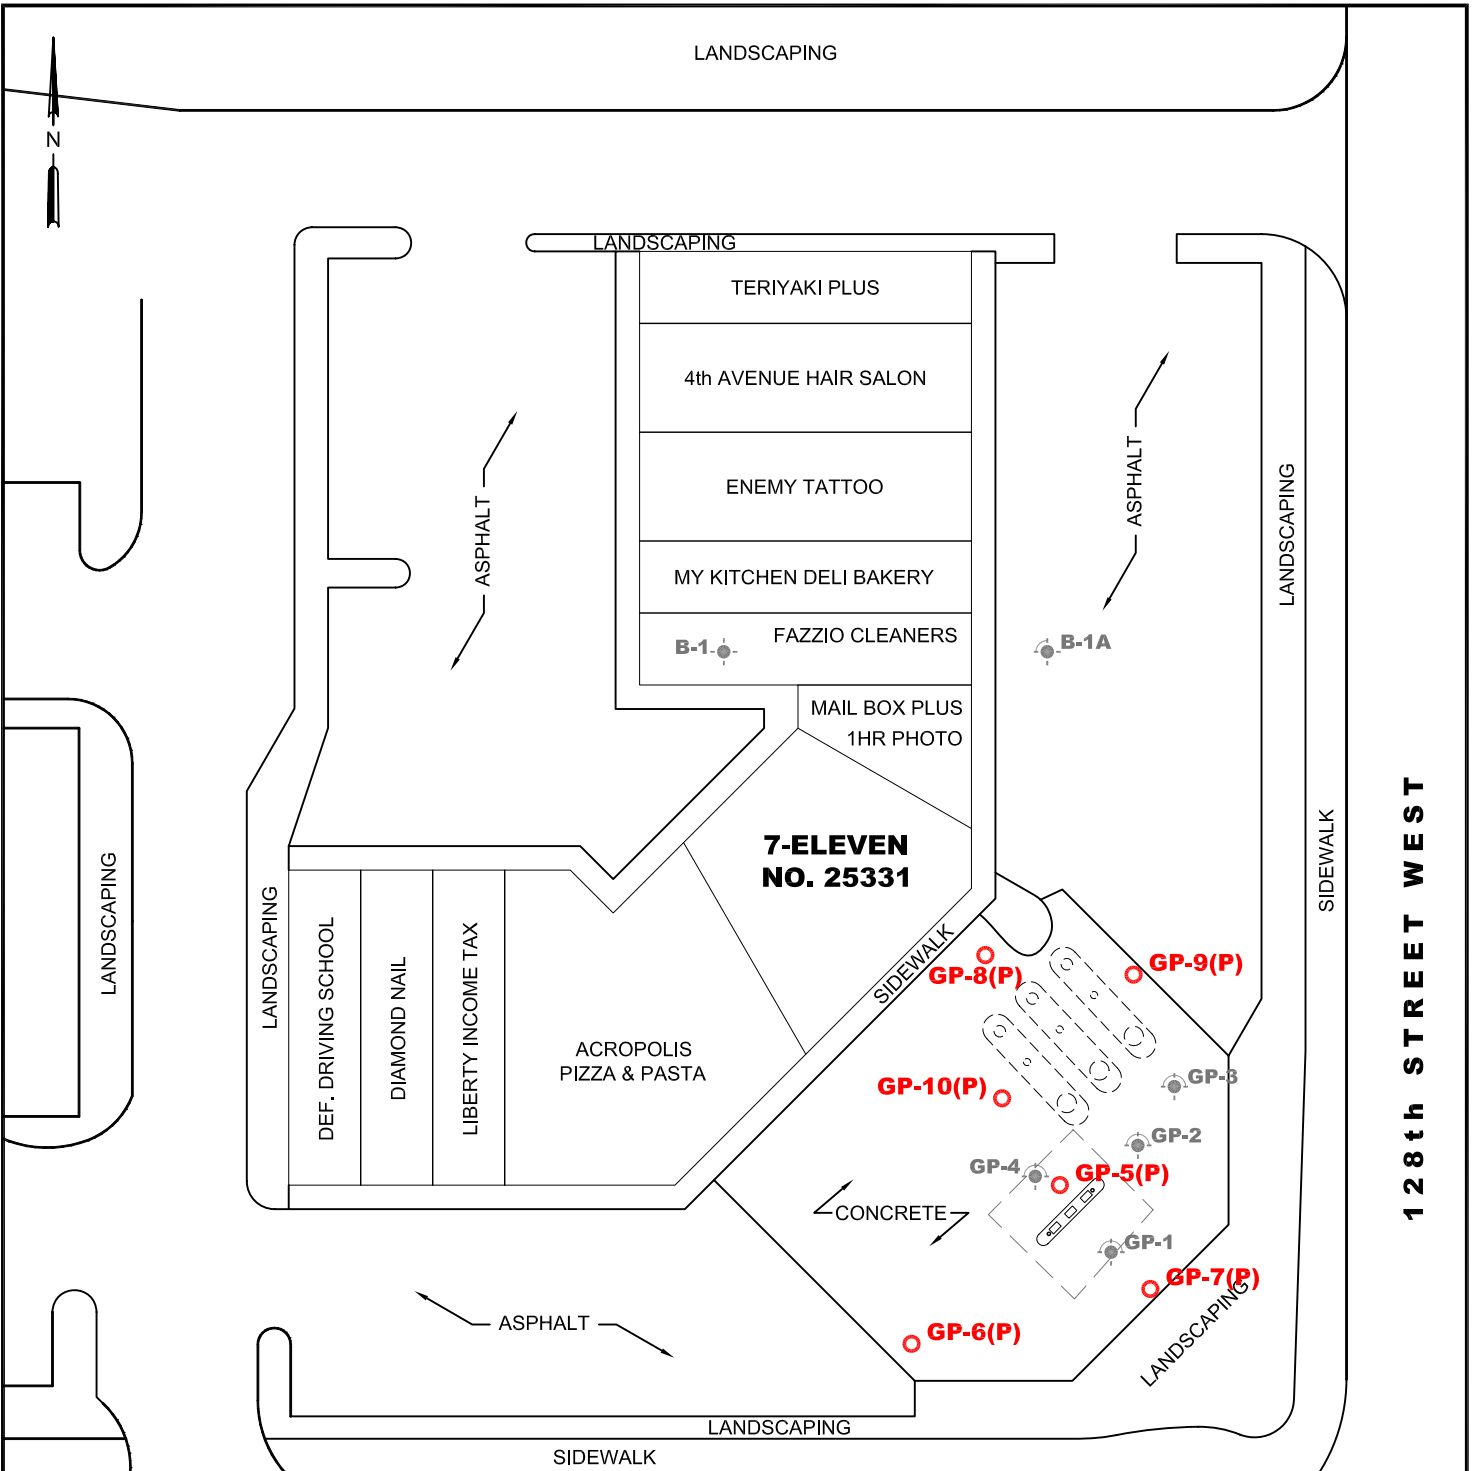 LANDSCAPING
N
LANDSCAPING
TERIYAKI PLUS
4th AVENUE HAIR SALON
ENEMY TATTOO
MY KITCHEN DELI BAKERY
FAZZIO CLEANERS
B-1
B-1A
MAIL BOX PLUS
1HR PHOTO
ASPHALT
ASPHALT
LANDSCAPING
7-ELEVEN
NO. 25331
SIDEWALK
128th STREET WEST
LANDSCAPING
LANDSCAPING
DEF. DRIVING SCHOOL
DIAMOND NAIL
LIBERTY INCOME TAX
ACROPOLIS
PIZZA & PASTA
SIDEWALK
GP-8(P)
GP-9(P)
GP-10(P)
GP-3
GP-2
GP-4
GP-5(P)
CONCRETE
GP-1
GP-7(P)
GP-6(P)
LANDSCAPING
ASPHALT
LANDSCAPING
SIDEWALK